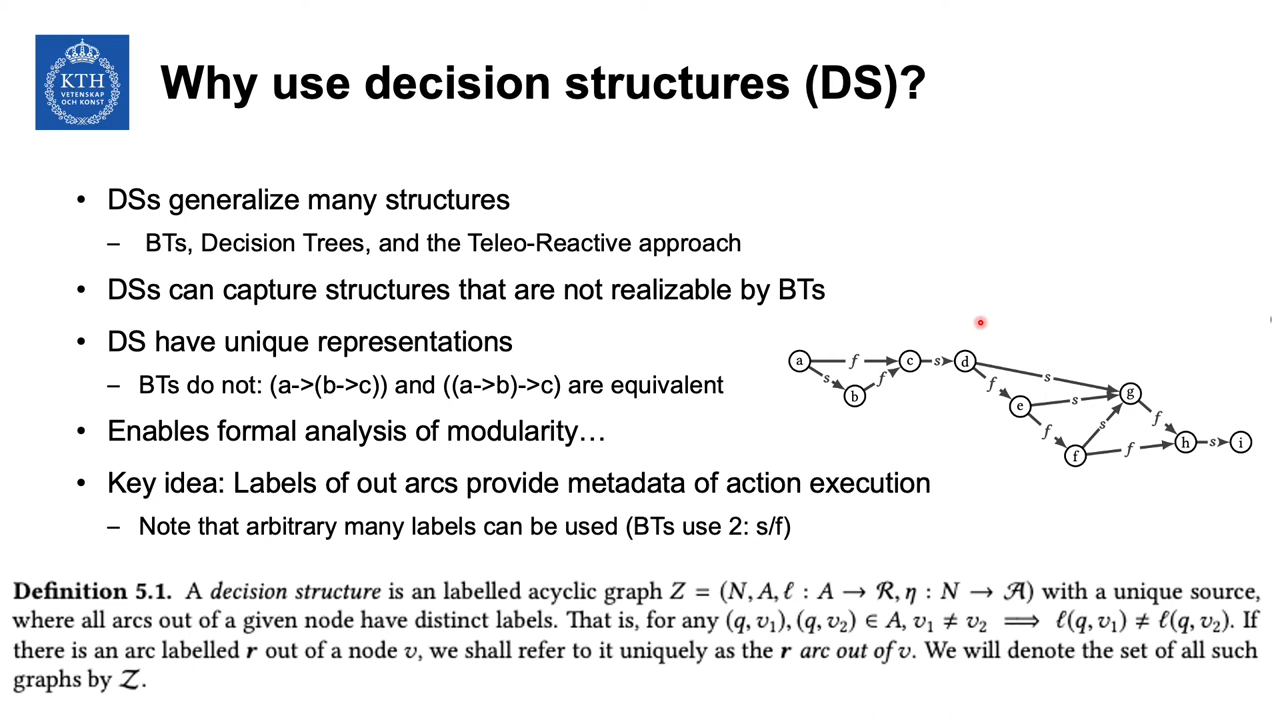 KTH
VETENSKAP
OCH KONST
Why use decision structures (DS)?
• DSs generalize many structures
– BTs, Decision Trees, and the Teleo-Reactive approach
• DSs can capture structures that are not realizable by BTs
• DS have unique representations
– BTs do not: (a->(b->c)) and ((a->b)->c) are equivalent
• Enables formal analysis of modularity…
• Key idea: Labels of out arcs provide metadata of action execution
– Note that arbitrary many labels can be used (BTs use 2: s/f)
a f c s d s g
s b f f e s f
f f s f h s i
Definition 5.1. A decision structure is an labelled acyclic graph Z = (N, A, ℓ : A → ℛ, η : N → 𝒜) with a unique source,
where all arcs out of a given node have distinct labels. That is, for any (q, v₁), (q, v₂) ∈ A, v₁ ≠ v₂ ⟹ ℓ(q, v₁) ≠ ℓ(q, v₂). If
there is an arc labelled r out of a node v, we shall refer to it uniquely as the r arc out of v. We will denote the set of all such
graphs by 𝒵.